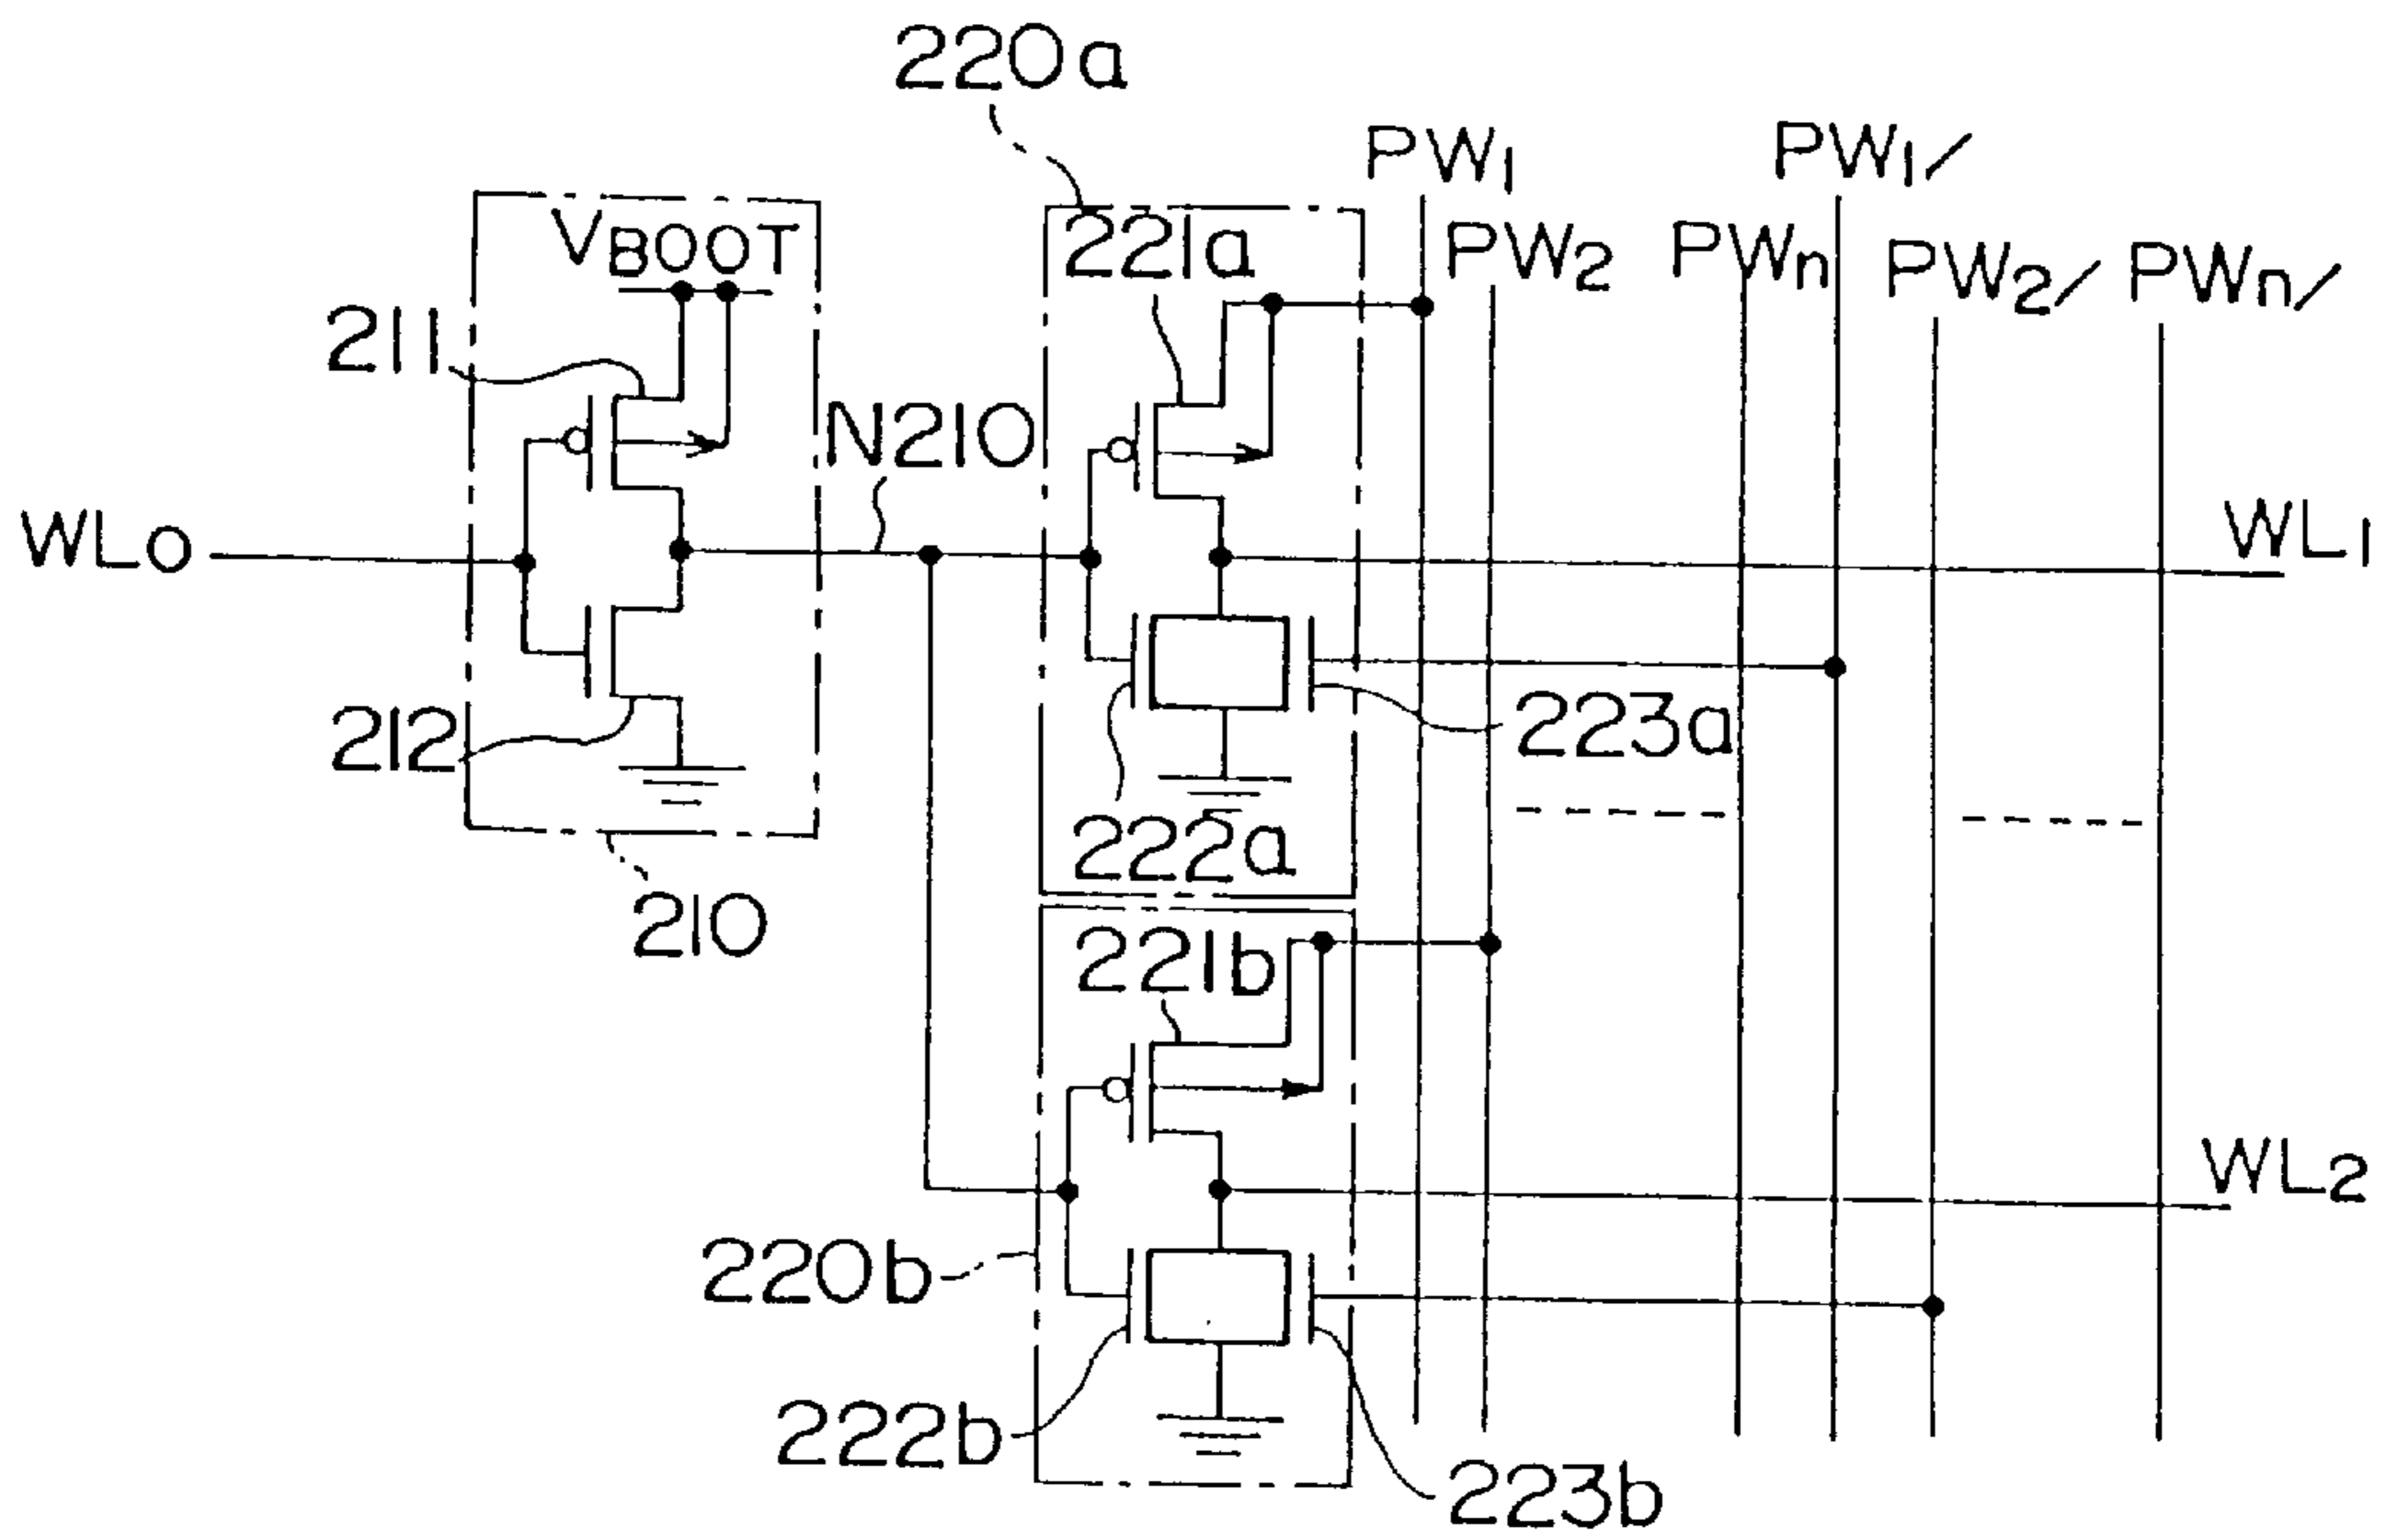 220a
PW1
PW1/
VBOOT
221a
PW2
PWn
PW2/
PWn/
211
N210
WL0
WL1
212
223a
222a
210
221b
WL2
220b
222b
223b